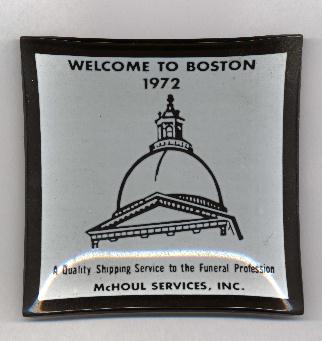 WELCOME TO BOSTON
1972
A Quality Shipping Service to the Funeral Profession
McHOUL SERVICES, INC.